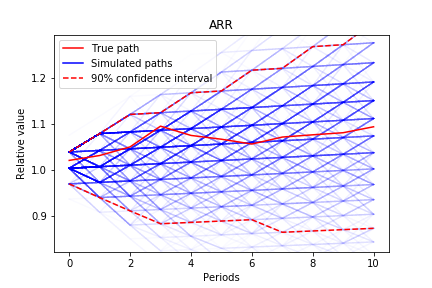 ARR
True path
Simulated paths
90% confidence interval
Relative value
1.2
1.1
1.0
0.9
0 2 4 6 8 10
Periods